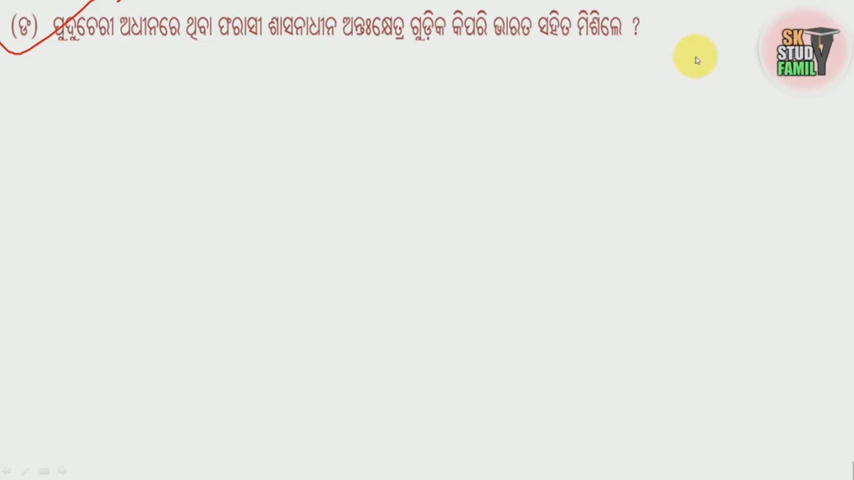 (ଙ) ପୁଦୁଚେରୀ ଅଧୀନରେ ଥିବା ଫରାସୀ ଶାସନାଧୀନ ଅନ୍ତଃକ୍ଷେତ୍ର ଗୁଡ଼ିକ କିପରି ଭାରତ ସହିତ ମିଶିଲେ ?
SK
STUDY
FAMILY